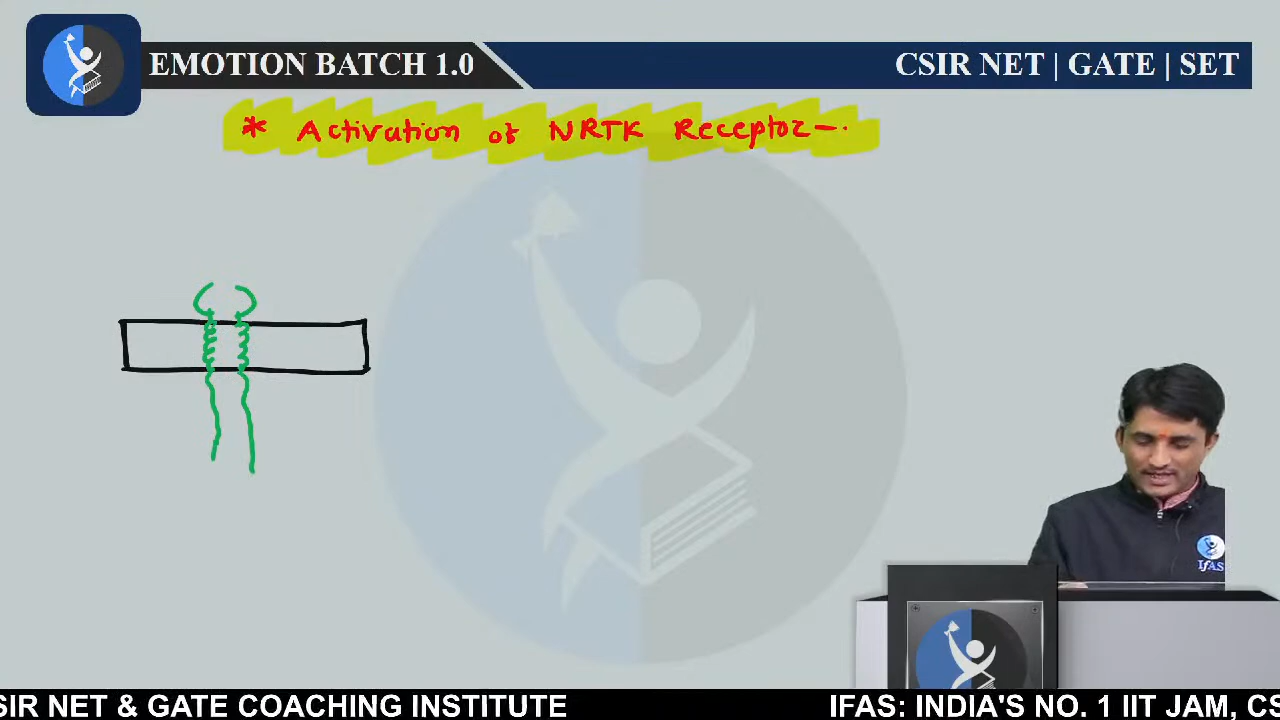 EMOTION BATCH 1.0
CSIR NET | GATE | SET
* Activation of NRTK Receptor-
IFAS
SIR NET & GATE COACHING INSTITUTE
IFAS: INDIA'S NO. 1 IIT JAM, CS